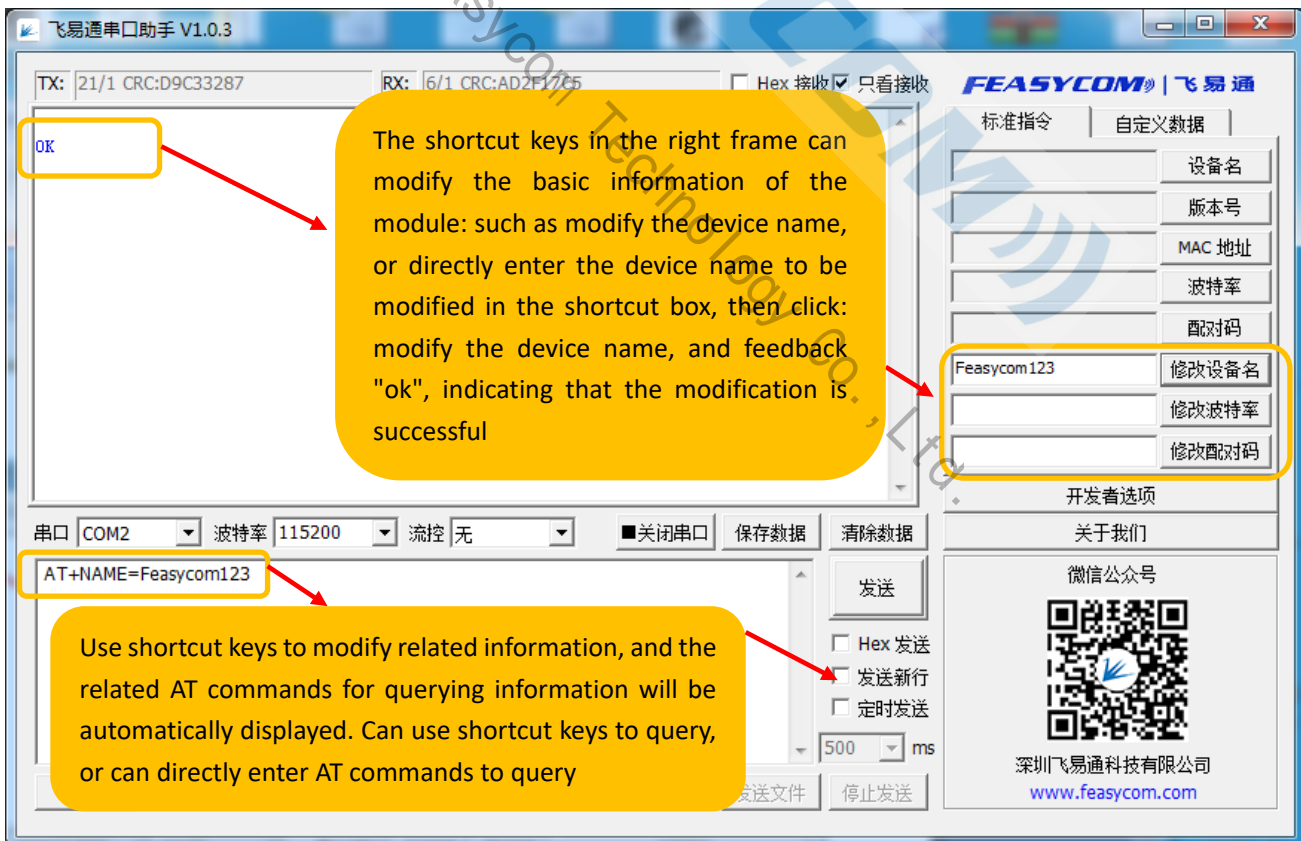 飞易通串口助手 V1.0.3
TX: 21/1 CRC:D9C33287 RX: 6/1 CRC:AD2F17C5 Hex 接收 只看接收
FEASYCOM 飞易通
标准指令 自定义数据
OK
The shortcut keys in the right frame can
modify the basic information of the
module: such as modify the device name,
or directly enter the device name to be
modified in the shortcut box, then click:
modify the device name, and feedback
"ok", indicating that the modification is
successful
设备名
版本号
MAC 地址
波特率
配对码
Feasycom123 修改设备名
修改波特率
修改配对码
开发者选项
关于我们
串口 COM2 波特率 115200 流控 无 ■关闭串口 保存数据 清除数据
AT+NAME=Feasycom123
发送
Use shortcut keys to modify related information, and the
related AT commands for querying information will be
automatically displayed. Can use shortcut keys to query,
or can directly enter AT commands to query
Hex 发送
发送新行
定时发送
500 ms
发送文件 停止发送
微信公众号
深圳飞易通科技有限公司
www.feasycom.com
Technology Co.,Ltd.